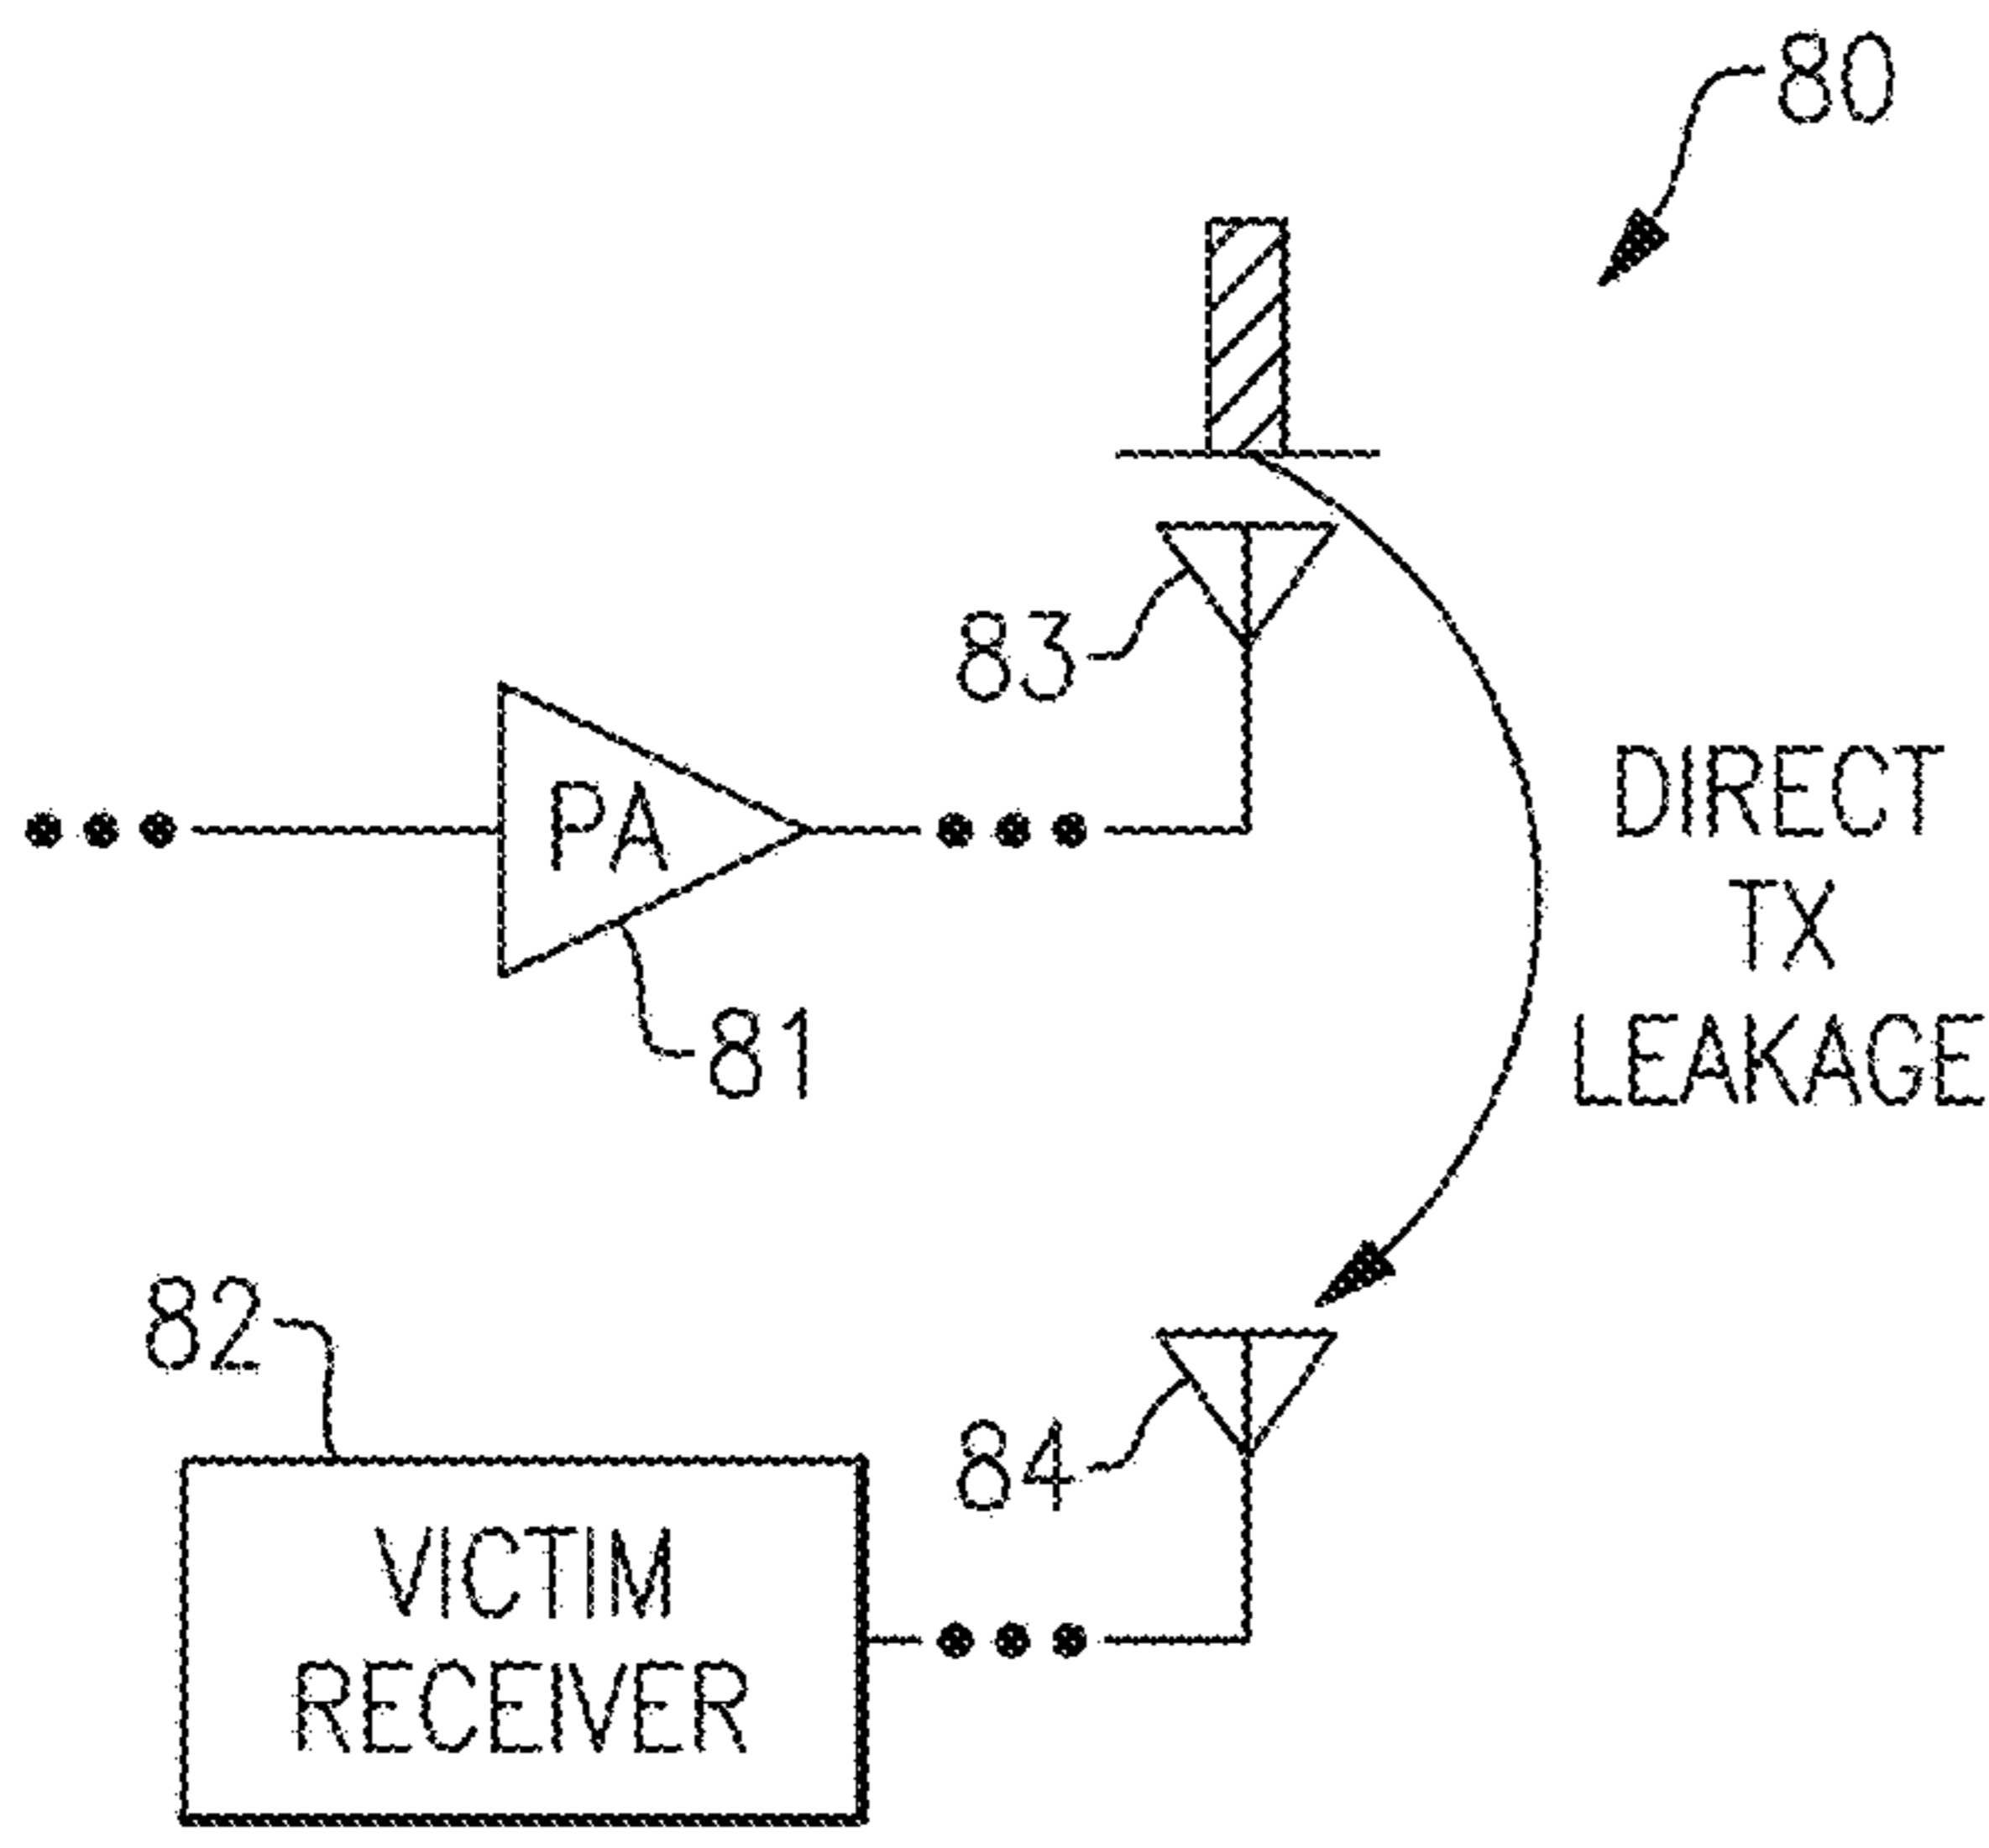 80
83
PA
DIRECT
TX
LEAKAGE
81
82
84
VICTIM
RECEIVER